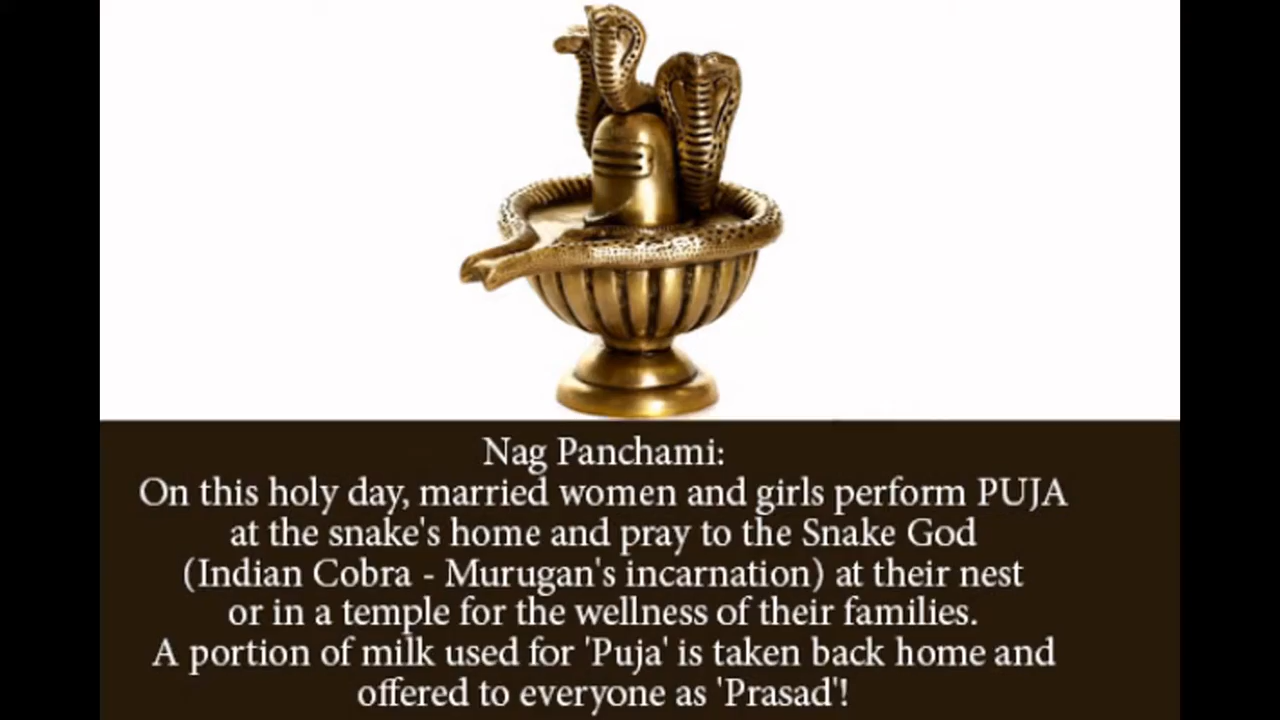 Nag Panchami:
On this holy day, married women and girls perform PUJA
at the snake's home and pray to the Snake God
(Indian Cobra - Murugan's incarnation) at their nest
or in a temple for the wellness of their families.
A portion of milk used for 'Puja' is taken back home and
offered to everyone as 'Prasad'!